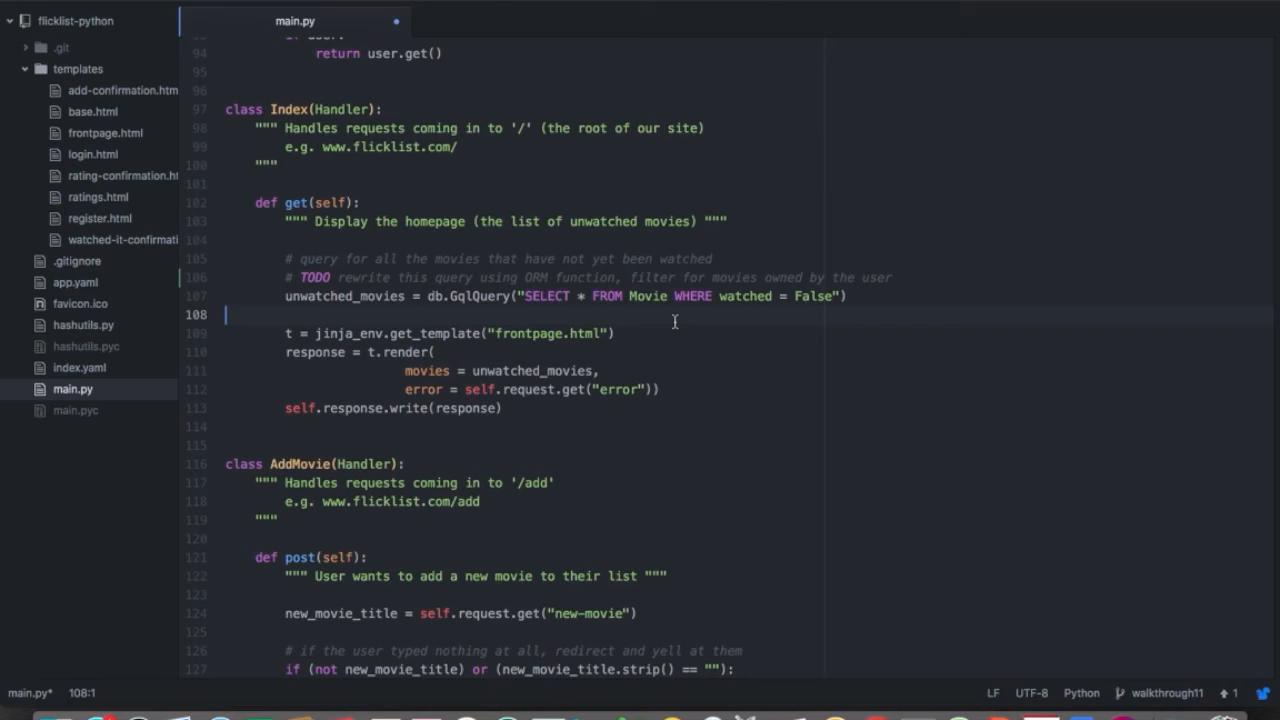 flicklist-python
.git
templates
add-confirmation.htm
base.html
frontpage.html
login.html
rating-confirmation.ht
ratings.html
register.html
watched-it-confirmati
.gitignore
app.yaml
favicon.ico
hashutils.py
hashutils.pyc
index.yaml
main.py
main.pyc
main.py
94 return user.get()
95
96
97 class Index(Handler):
98 """ Handles requests coming in to '/' (the root of our site)
99 e.g. www.flicklist.com/
100 """
101
102 def get(self):
103 """ Display the homepage (the list of unwatched movies) """
104
105 # query for all the movies that have not yet been watched
106 # TODO rewrite this query using ORM function, filter for movies owned by the user
107 unwatched_movies = db.GqlQuery("SELECT * FROM Movie WHERE watched = False")
108
109 t = jinja_env.get_template("frontpage.html")
110 response = t.render(
111 movies = unwatched_movies,
112 error = self.request.get("error"))
113 self.response.write(response)
114
115
116 class AddMovie(Handler):
117 """ Handles requests coming in to '/add'
118 e.g. www.flicklist.com/add
119 """
120
121 def post(self):
122 """ User wants to add a new movie to their list """
123
124 new_movie_title = self.request.get("new-movie")
125
126 # if the user typed nothing at all, redirect and yell at them
127 if (not new_movie_title) or (new_movie_title.strip() == ""):
main.py* 108:1 LF UTF-8 Python walkthrough11 1